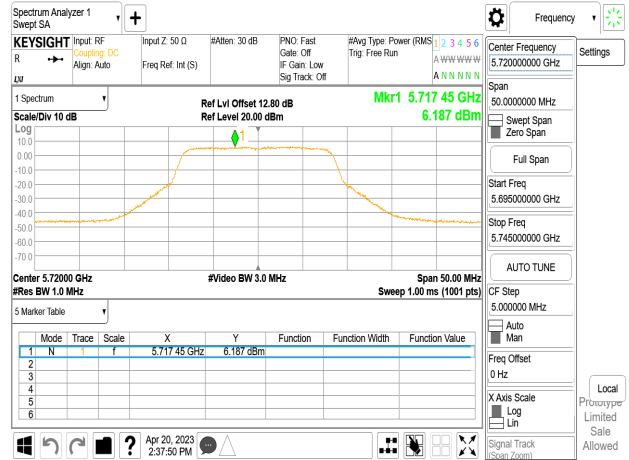 Spectrum Analyzer 1
Swept SA
Frequency
KEYSIGHT
R
Input: RF
Coupling: DC
Align: Auto
Input Z: 50 Ω
Freq Ref: Int (S)
#Atten: 30 dB
PNO: Fast
Gate: Off
IF Gain: Low
Sig Track: Off
#Avg Type: Power (RMS
Trig: Free Run
1 2 3 4 5 6
A W W W W W
A N N N N N
1 Spectrum
Scale/Div 10 dB
Ref Lvl Offset 12.80 dB
Ref Level 20.00 dBm
Mkr1 5.717 45 GHz
6.187 dBm
Log
1
10.0
0.00
-10.0
-20.0
-30.0
-40.0
-50.0
-60.0
-70.0
Center 5.72000 GHz
#Res BW 1.0 MHz
#Video BW 3.0 MHz
Span 50.00 MHz
Sweep 1.00 ms (1001 pts)
5 Marker Table
Mode Trace Scale X Y Function Function Width Function Value
1 N 1 f 5.717 45 GHz 6.187 dBm
2
3
4
5
6
Apr 20, 2023
2:37:50 PM
Center Frequency
5.720000000 GHz
Settings
Span
50.0000000 MHz
Swept Span
Zero Span
Full Span
Start Freq
5.695000000 GHz
Stop Freq
5.745000000 GHz
AUTO TUNE
CF Step
5.000000 MHz
Auto
Man
Freq Offset
0 Hz
X Axis Scale
Log
Lin
Signal Track
(Span Zoom)
Local
Prototype
Limited
Sale
Allowed